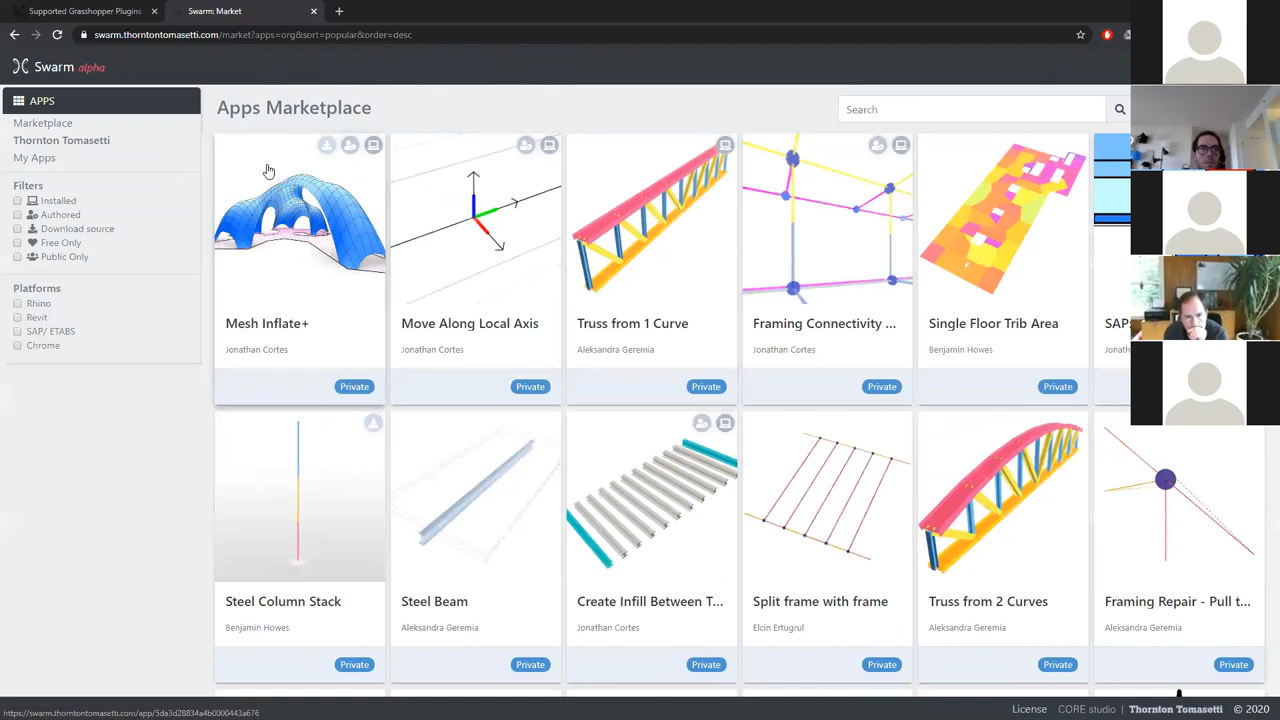 Supported Grasshopper Plugins
Swarm: Market
swarm.thorntontomasetti.com/market?apps=org&sort=popular&order=desc
Swarm alpha
APPS
Marketplace
Thornton Tomasetti
My Apps
Filters
Installed
Authored
Download source
Free Only
Public Only
Platforms
Rhino
Revit
SAP/ ETABS
Chrome
Apps Marketplace
Search
Mesh Inflate+
Jonathan Cortes
Private
Move Along Local Axis
Jonathan Cortes
Private
Truss from 1 Curve
Aleksandra Geremia
Private
Framing Connectivity ...
Jonathan Cortes
Private
Single Floor Trib Area
Benjamin Howes
Private
Steel Column Stack
Benjamin Howes
Private
Steel Beam
Aleksandra Geremia
Private
Create Infill Between T...
Jonathan Cortes
Private
Split frame with frame
Elcin Ertugrul
Private
Truss from 2 Curves
Aleksandra Geremia
Private
Framing Repair - Pull t...
Aleksandra Geremia
Private
https://swarm.thorntontomasetti.com/app/5da3d28834a4b0000443a676
License
CORE studio | Thornton Tomasetti © 2020